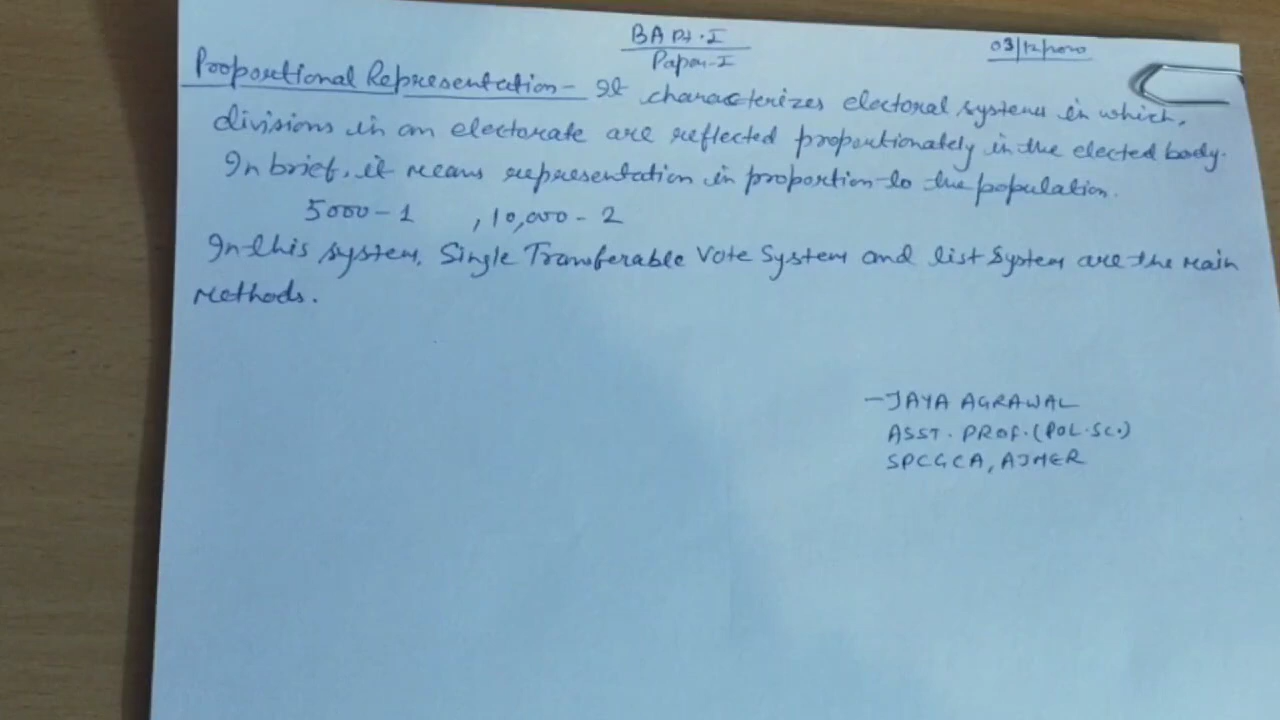 BA Pt. I
Paper-I
03/12/2020
Proportional Representation- It characterizes electoral systems in which,
divisions in an electorate are reflected proportionately in the elected body.
In brief, it means representation in proportion to the population.
5000-1 , 10,000-2
In this system, Single Transferable Vote System and list System are the main
methods.
-JAYA AGRAWAL
ASST. PROF. (POL.SC.)
SPCGCA, AJMER